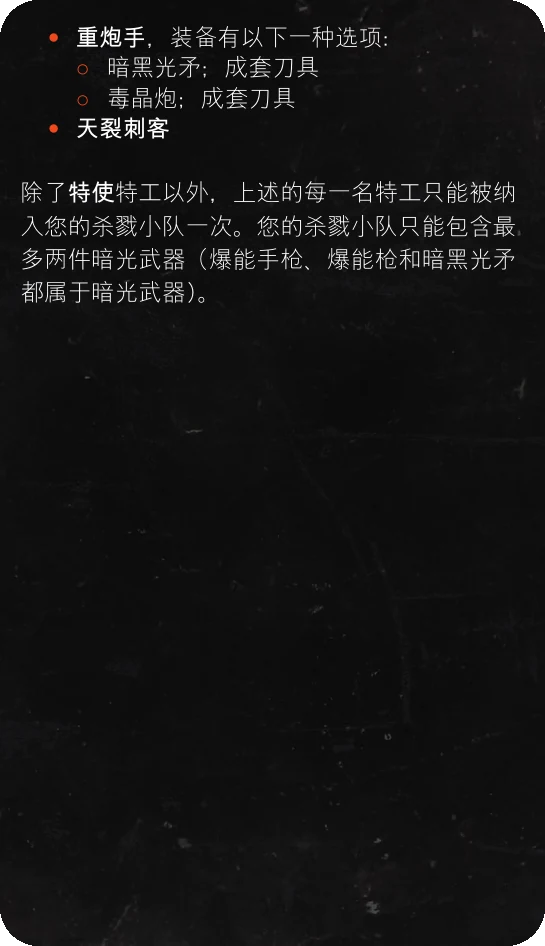 • 重炮手，装备有以下一种选项:
○ 暗黑光矛；成套刀具
○ 毒晶炮；成套刀具
• 天裂刺客
除了特使特工以外，上述的每一名特工只能被纳
入您的杀戮小队一次。您的杀戮小队只能包含最
多两件暗光武器（爆能手枪、爆能枪和暗黑光矛
都属于暗光武器）。